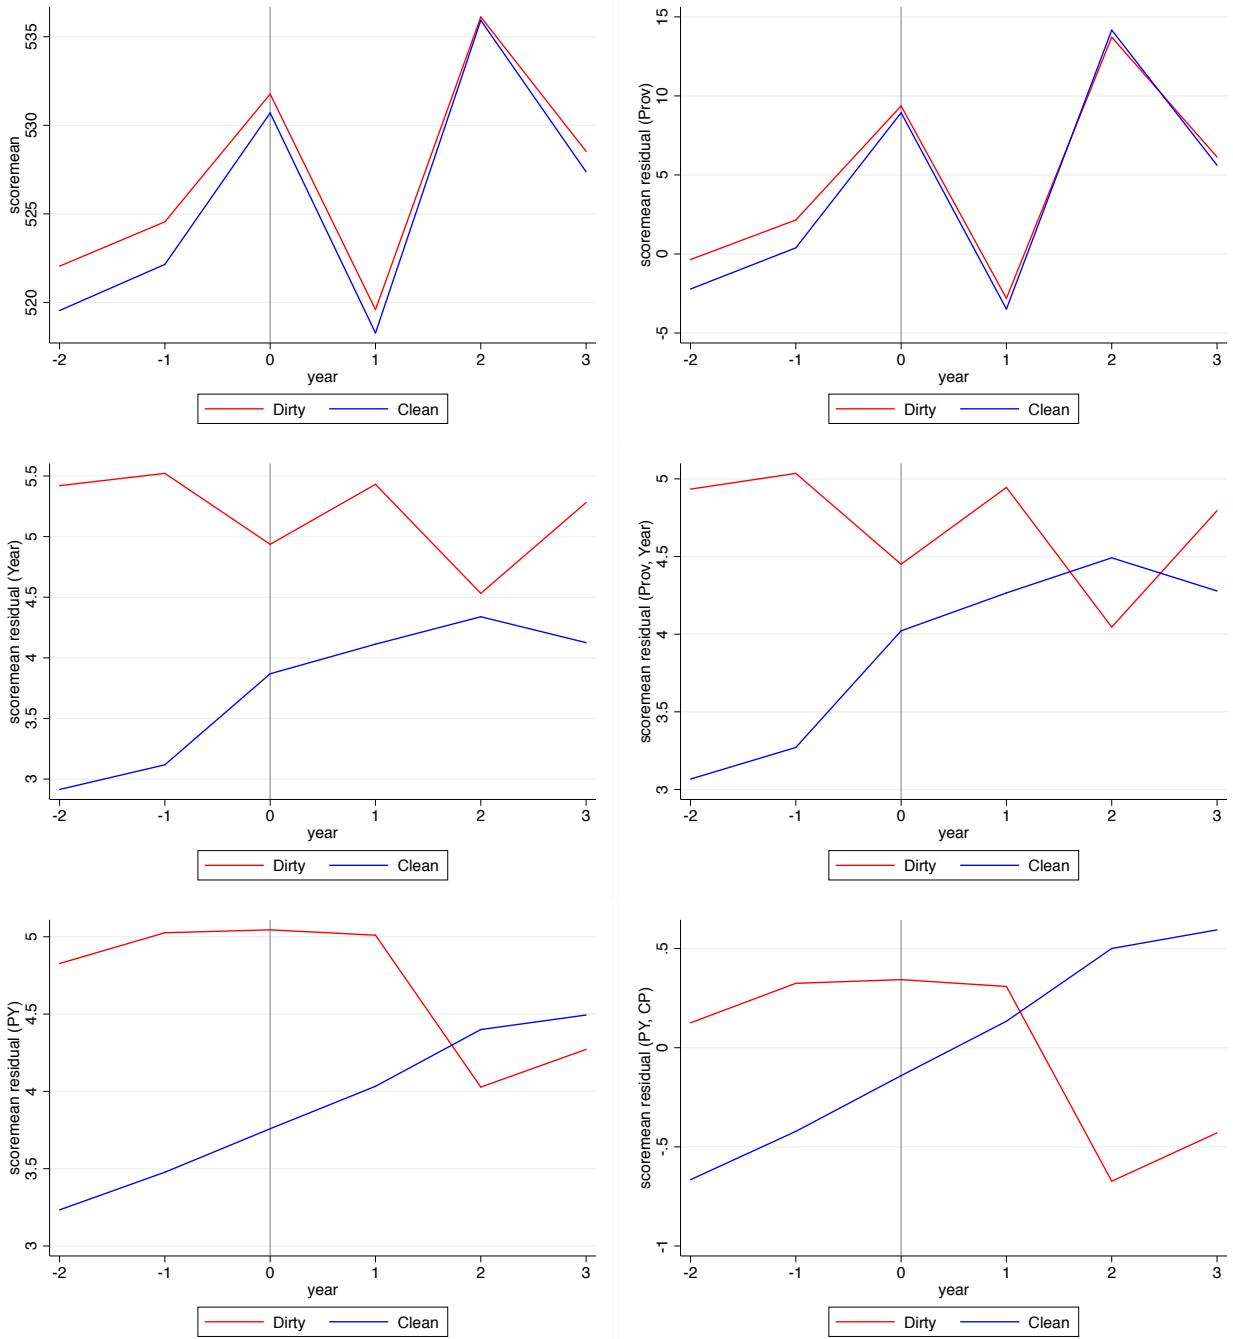 scoremean
535
530
525
520
-2 -1 0 1 2 3
year
Dirty Clean
scoremean residual (Prov)
15
10
5
0
-5
-2 -1 0 1 2 3
year
Dirty Clean
scoremean residual (Year)
5.5
5
4.5
4
3.5
3
-2 -1 0 1 2 3
year
Dirty Clean
scoremean residual (Prov, Year)
5
4.5
4
3.5
3
-2 -1 0 1 2 3
year
Dirty Clean
scoremean residual (PY)
5
4.5
4
3.5
3
-2 -1 0 1 2 3
year
Dirty Clean
scoremean residual (PY, CP)
.5
0
-.5
-1
-2 -1 0 1 2 3
year
Dirty Clean